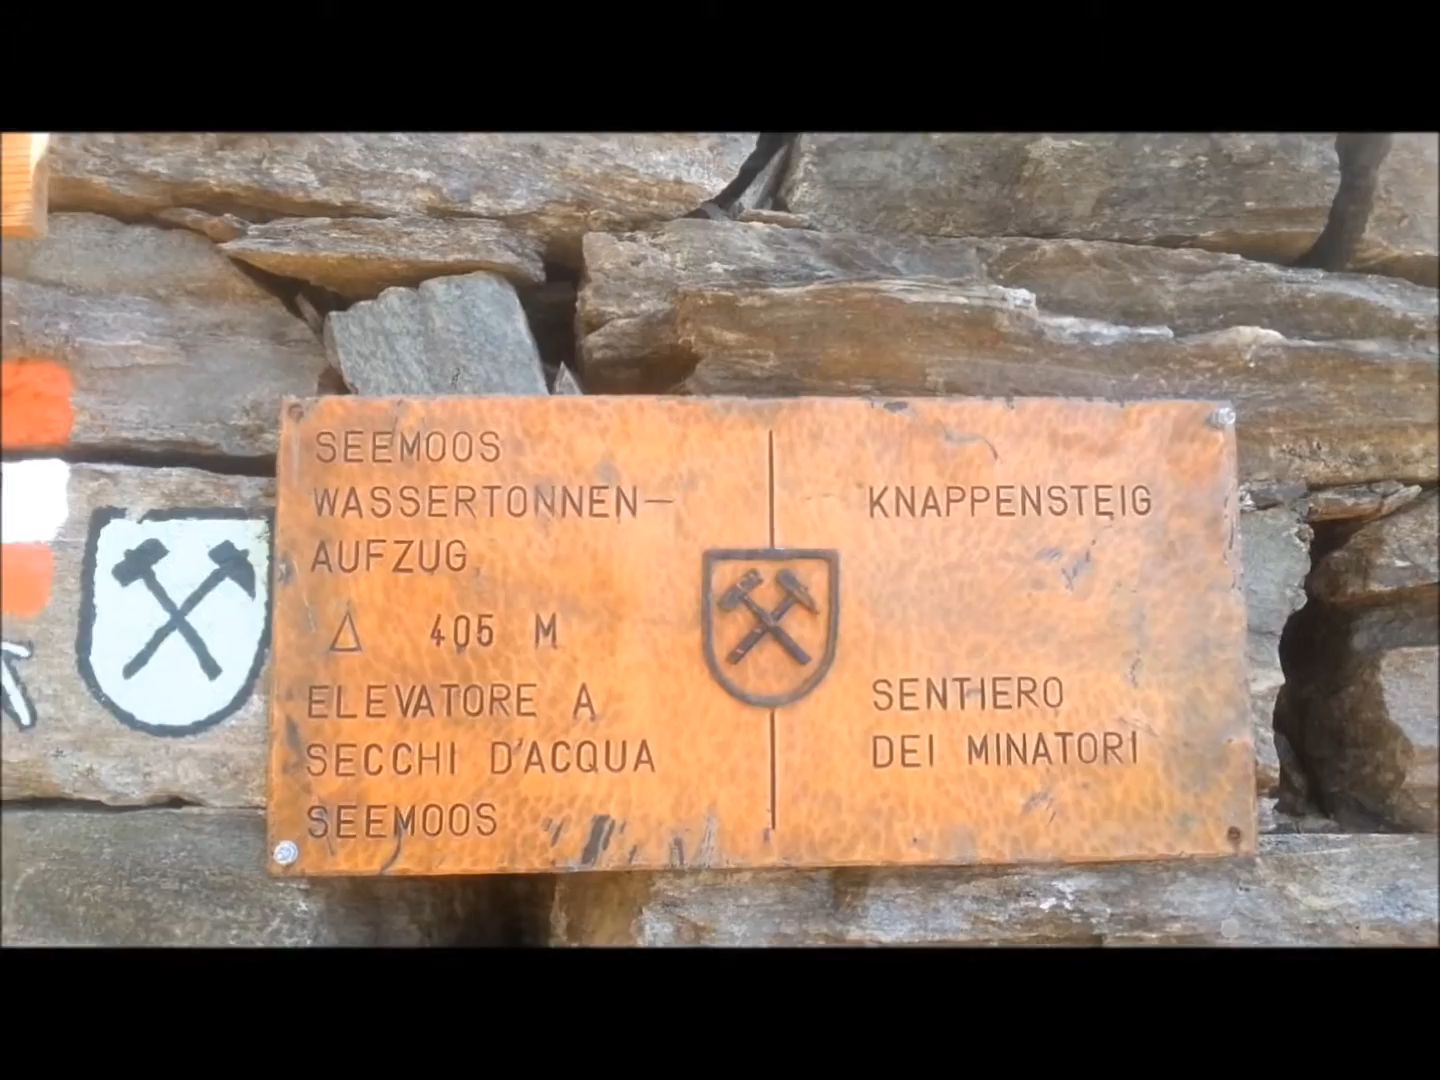 SEEMOOS
WASSERTONNEN-
AUFZUG
Δ 405 M
ELEVATORE A
SECCHI D'ACQUA
SEEMOOS
KNAPPENSTEIG
SENTIERO
DEI MINATORI